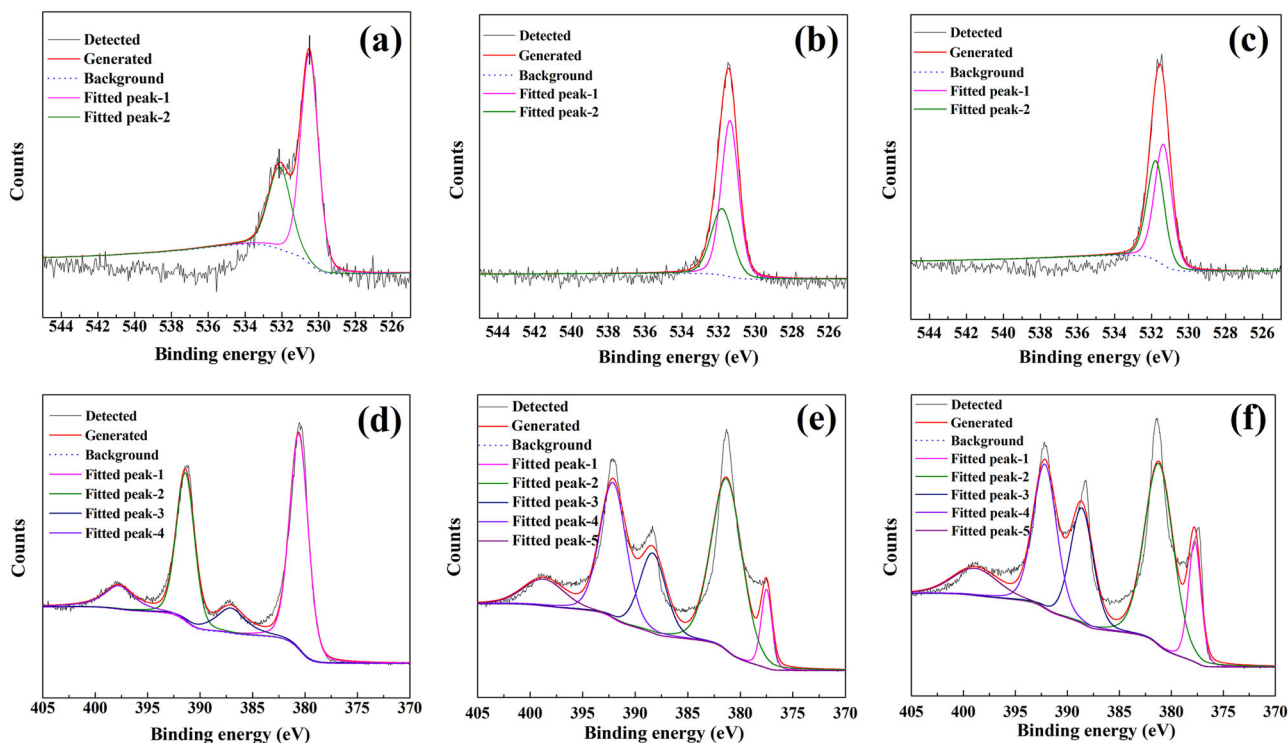 (a)
Detected
Generated
Background
Fitted peak-1
Fitted peak-2
Counts
544 542 540 538 536 534 532 530 528 526
Binding energy (eV)
(b)
Detected
Generated
Background
Fitted peak-1
Fitted peak-2
Counts
544 542 540 538 536 534 532 530 528 526
Binding energy (eV)
(c)
Detected
Generated
Background
Fitted peak-1
Fitted peak-2
Counts
544 542 540 538 536 534 532 530 528 526
Binding energy (eV)
(d)
Detected
Generated
Background
Fitted peak-1
Fitted peak-2
Fitted peak-3
Fitted peak-4
Counts
405 400 395 390 385 380 375 370
Binding energy (eV)
(e)
Detected
Generated
Background
Fitted peak-1
Fitted peak-2
Fitted peak-3
Fitted peak-4
Fitted peak-5
Counts
405 400 395 390 385 380 375 370
Binding energy (eV)
(f)
Detected
Generated
Background
Fitted peak-1
Fitted peak-2
Fitted peak-3
Fitted peak-4
Fitted peak-5
Counts
405 400 395 390 385 380 375 370
Binding energy (eV)